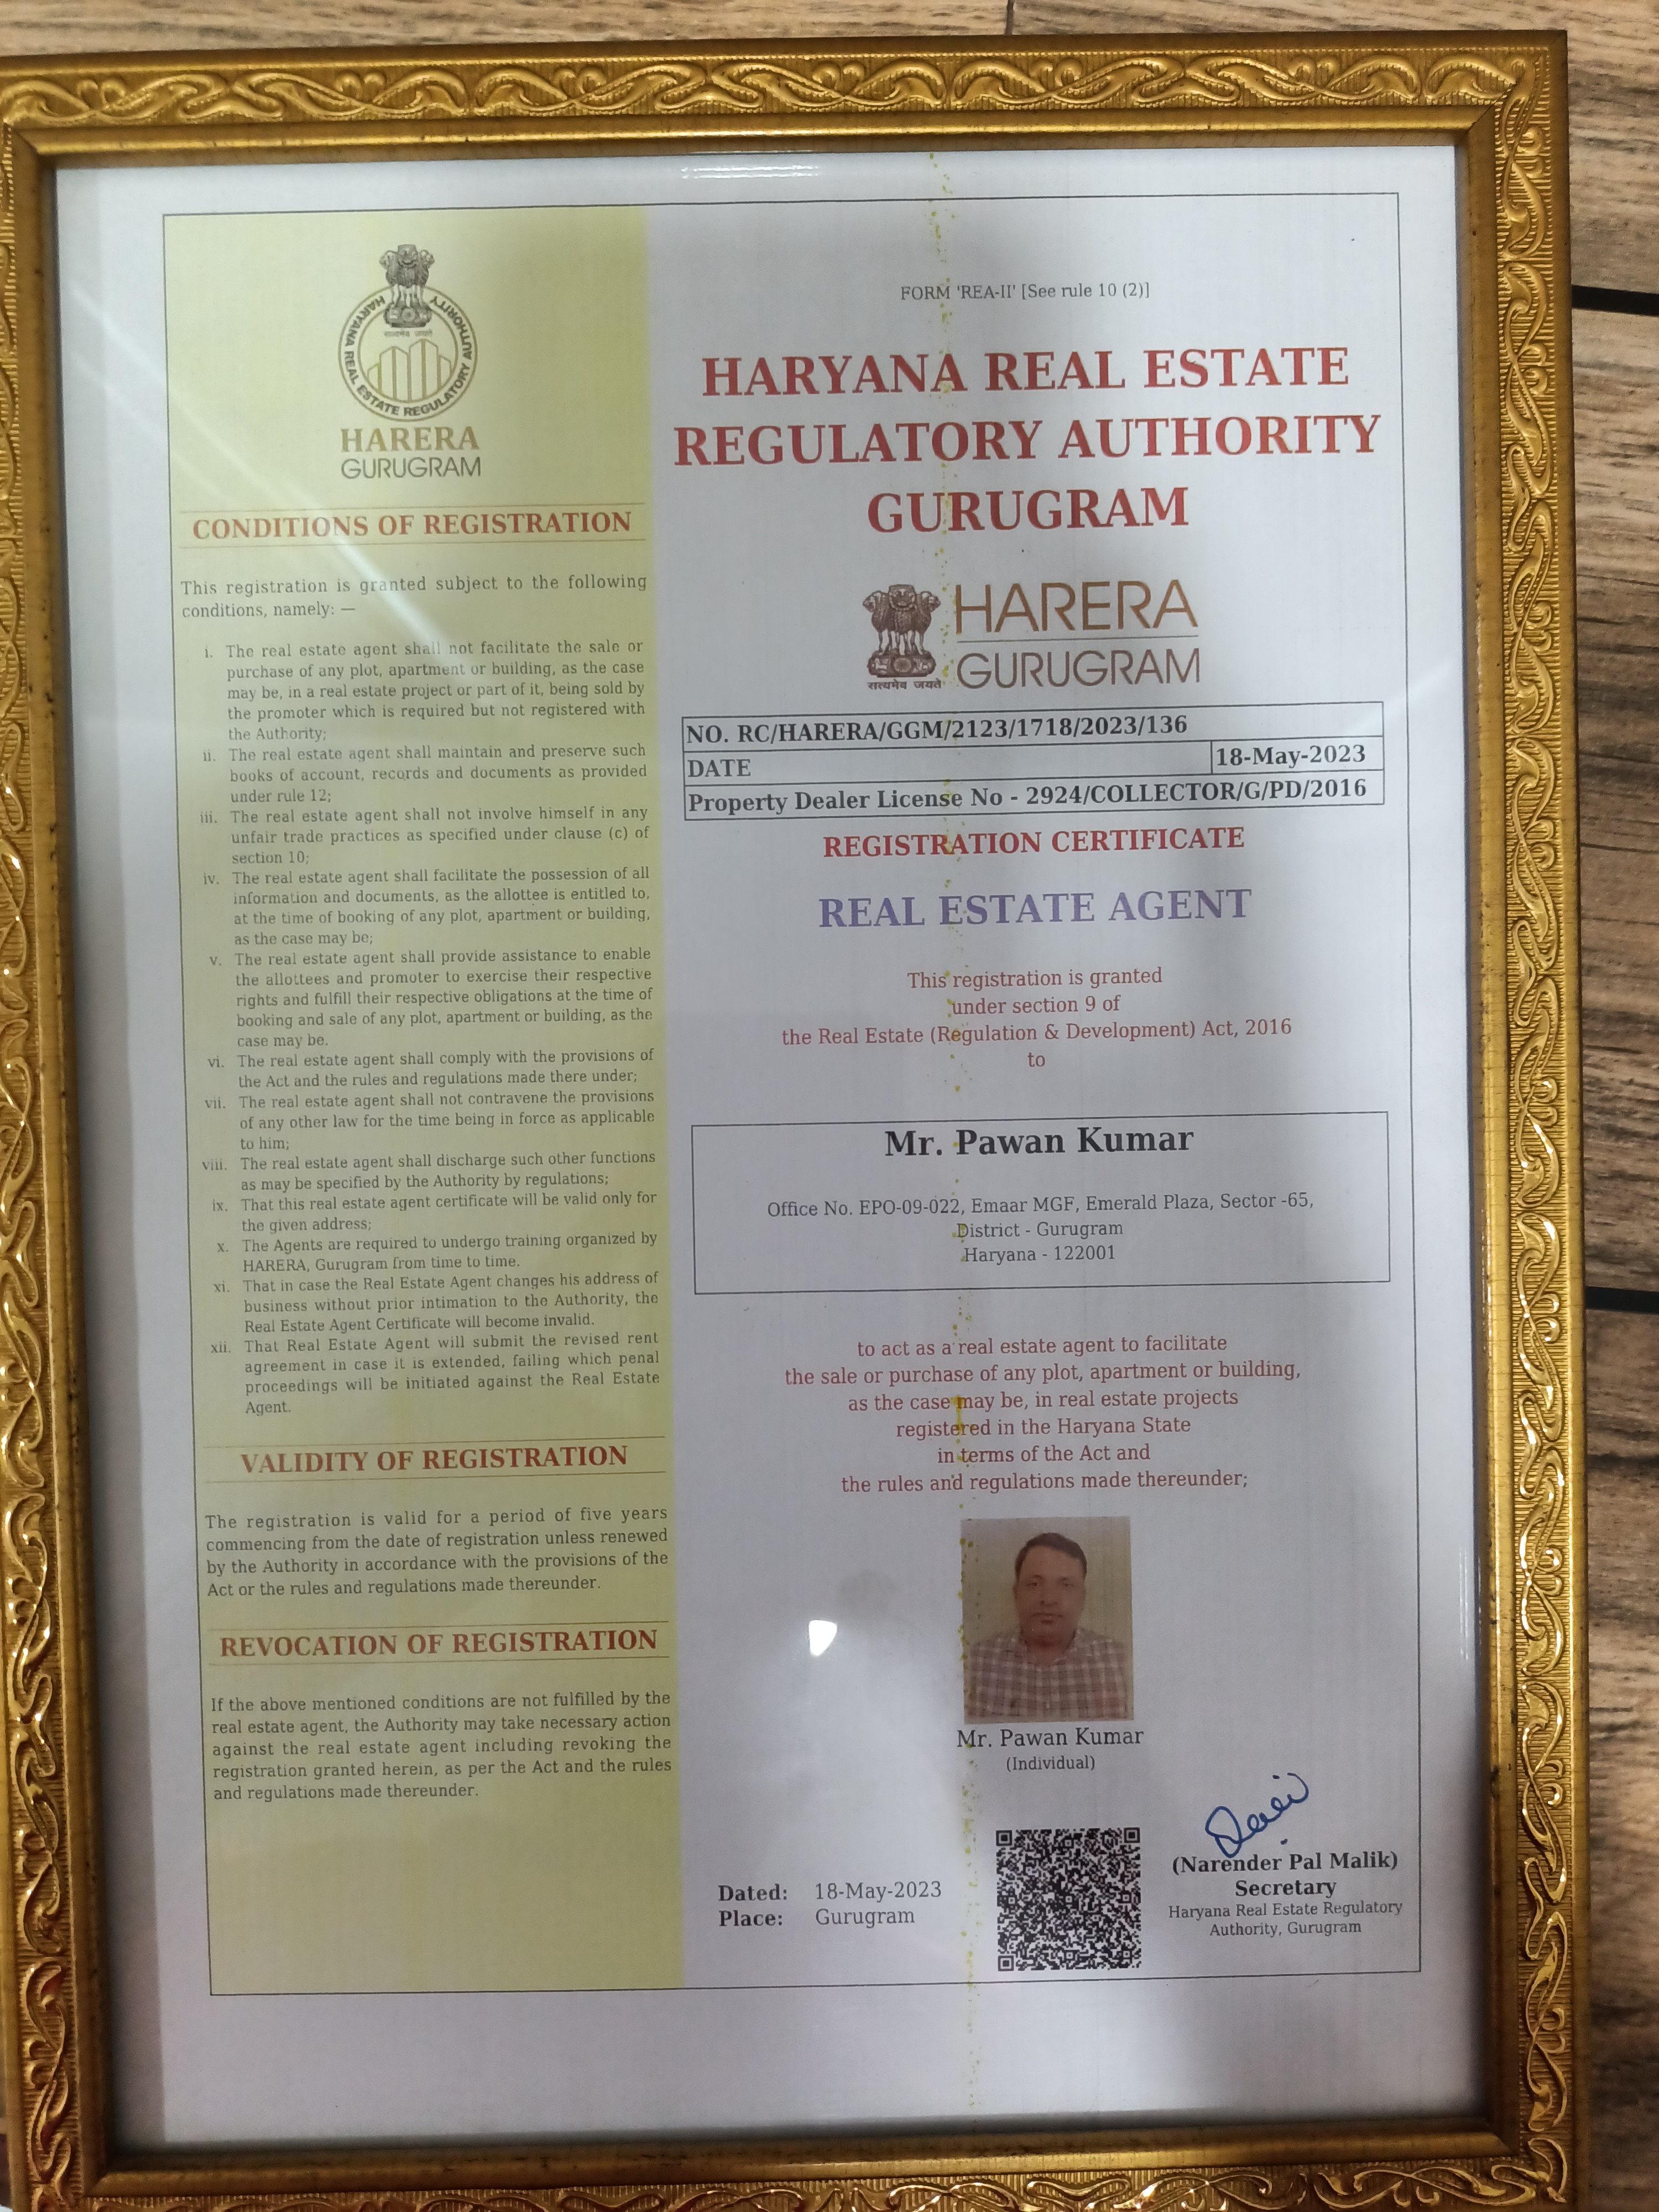 सत्यमेव जयते
HARYANA REAL ESTATE REGULATORY AUTHORITY
HARERA
GURUGRAM
CONDITIONS OF REGISTRATION
This registration is granted subject to the following
conditions, namely: —
i. The real estate agent shall not facilitate the sale or
purchase of any plot, apartment or building, as the case
may be, in a real estate project or part of it, being sold by
the promoter which is required but not registered with
the Authority;
ii. The real estate agent shall maintain and preserve such
books of account, records and documents as provided
under rule 12;
iii. The real estate agent shall not involve himself in any
unfair trade practices as specified under clause (c) of
section 10;
iv. The real estate agent shall facilitate the possession of all
information and documents, as the allottee is entitled to,
at the time of booking of any plot, apartment or building,
as the case may be;
v. The real estate agent shall provide assistance to enable
the allottees and promoter to exercise their respective
rights and fulfill their respective obligations at the time of
booking and sale of any plot, apartment or building, as the
case may be.
vi. The real estate agent shall comply with the provisions of
the Act and the rules and regulations made there under;
vii. The real estate agent shall not contravene the provisions
of any other law for the time being in force as applicable
to him;
viii. The real estate agent shall discharge such other functions
as may be specified by the Authority by regulations;
ix. That this real estate agent certificate will be valid only for
the given address;
x. The Agents are required to undergo training organized by
HARERA, Gurugram from time to time.
xi. That in case the Real Estate Agent changes his address of
business without prior intimation to the Authority, the
Real Estate Agent Certificate will become invalid.
xii. That Real Estate Agent will submit the revised rent
agreement in case it is extended, failing which penal
proceedings will be initiated against the Real Estate
Agent.
VALIDITY OF REGISTRATION
The registration is valid for a period of five years
commencing from the date of registration unless renewed
by the Authority in accordance with the provisions of the
Act or the rules and regulations made thereunder.
REVOCATION OF REGISTRATION
If the above mentioned conditions are not fulfilled by the
real estate agent, the Authority may take necessary action
against the real estate agent including revoking the
registration granted herein, as per the Act and the rules
and regulations made thereunder.
FORM 'REA-II' [See rule 10 (2)]
HARYANA REAL ESTATE
REGULATORY AUTHORITY
GURUGRAM
HARERA
GURUGRAM
सत्यमेव जयते
NO. RC/HARERA/GGM/2123/1718/2023/136
DATE 18-May-2023
Property Dealer License No - 2924/COLLECTOR/G/PD/2016
REGISTRATION CERTIFICATE
REAL ESTATE AGENT
This registration is granted
under section 9 of
the Real Estate (Regulation & Development) Act, 2016
to
Mr. Pawan Kumar
Office No. EPO-09-022, Emaar MGF, Emerald Plaza, Sector -65,
District - Gurugram
Haryana - 122001
to act as a real estate agent to facilitate
the sale or purchase of any plot, apartment or building,
as the case may be, in real estate projects
registered in the Haryana State
in terms of the Act and
the rules and regulations made thereunder;
Mr. Pawan Kumar
(Individual)
Dated: 18-May-2023
Place: Gurugram
(Narender Pal Malik)
Secretary
Haryana Real Estate Regulatory
Authority, Gurugram